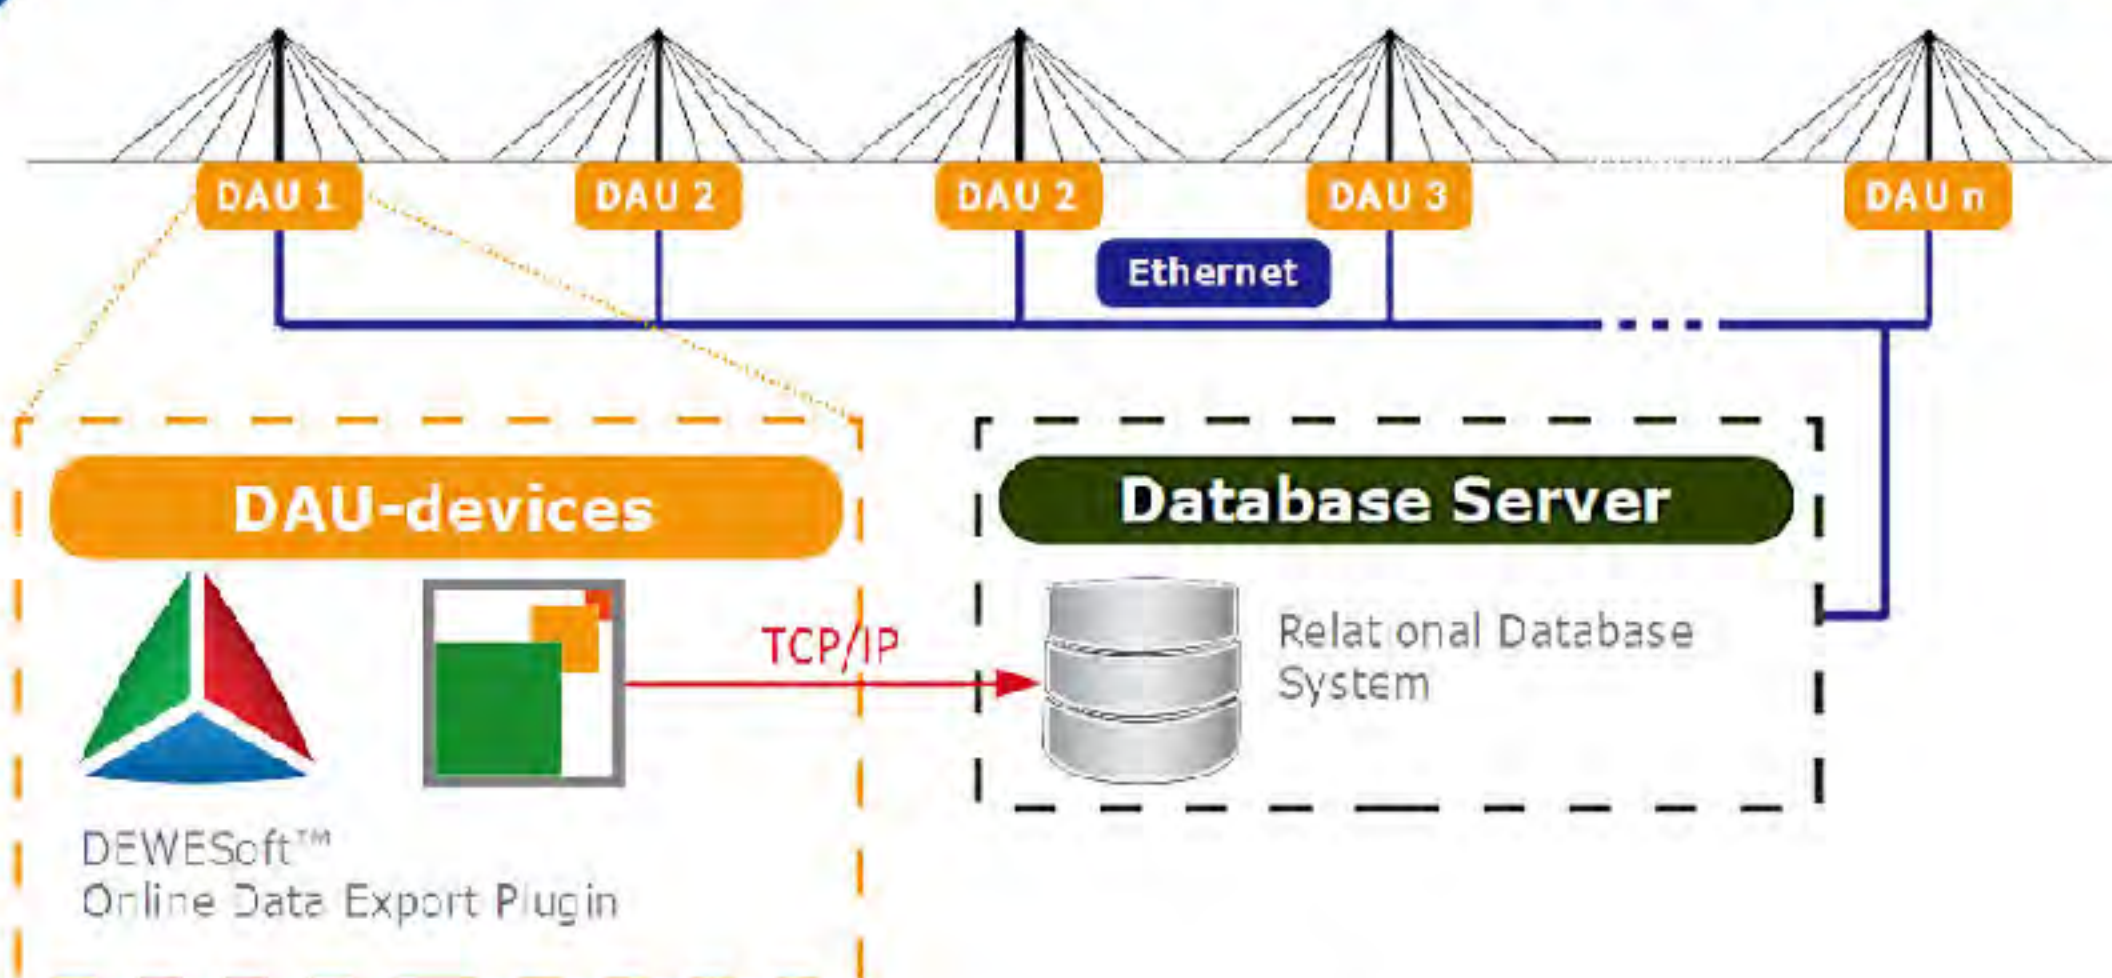 DAU 1
DAU 2
DAU 2
DAU 3
DAU n
Ethernet
DAU-devices
Database Server
TCP/IP
Relational Database
System
DEWESoft™
Online Data Export Plugin